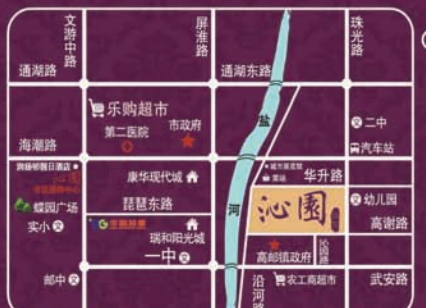 文游中路
屏淮路
珠光路
通湖路
通湖东路
乐购超市
第二医院
市政府
盐
河
二中
汽车站
海潮路
康华现代城
华升路
沁園
沁园
蝶园广场
琵琶东路
幼儿园
高谢路
实小
瑞和阳光城
一中
高邮镇政府
邮中
沿河路
农工商超市
武安路